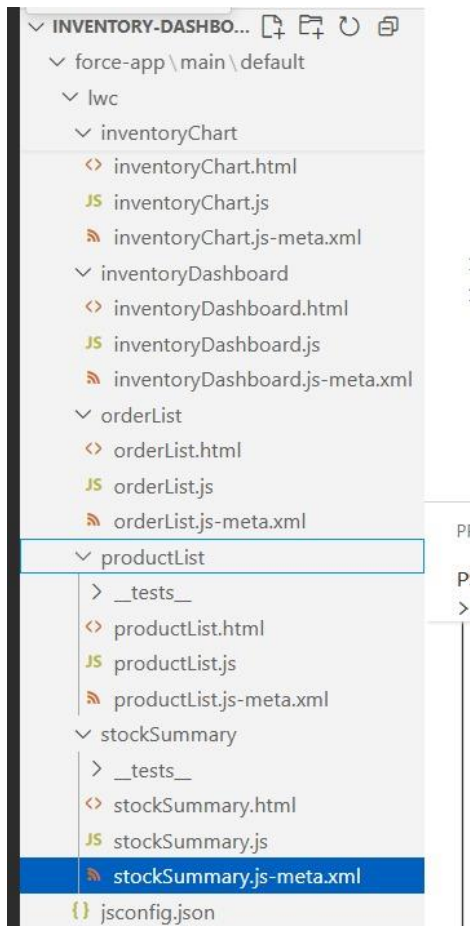 INVENTORY-DASHBO...
force-app\main\default
lwc
inventoryChart
<> inventoryChart.html
JS inventoryChart.js
inventoryChart.js-meta.xml
inventoryDashboard
<> inventoryDashboard.html
JS inventoryDashboard.js
inventoryDashboard.js-meta.xml
orderList
<> orderList.html
JS orderList.js
orderList.js-meta.xml
productList
> __tests__
<> productList.html
JS productList.js
productList.js-meta.xml
stockSummary
> __tests__
<> stockSummary.html
JS stockSummary.js
stockSummary.js-meta.xml
{} jsconfig.json